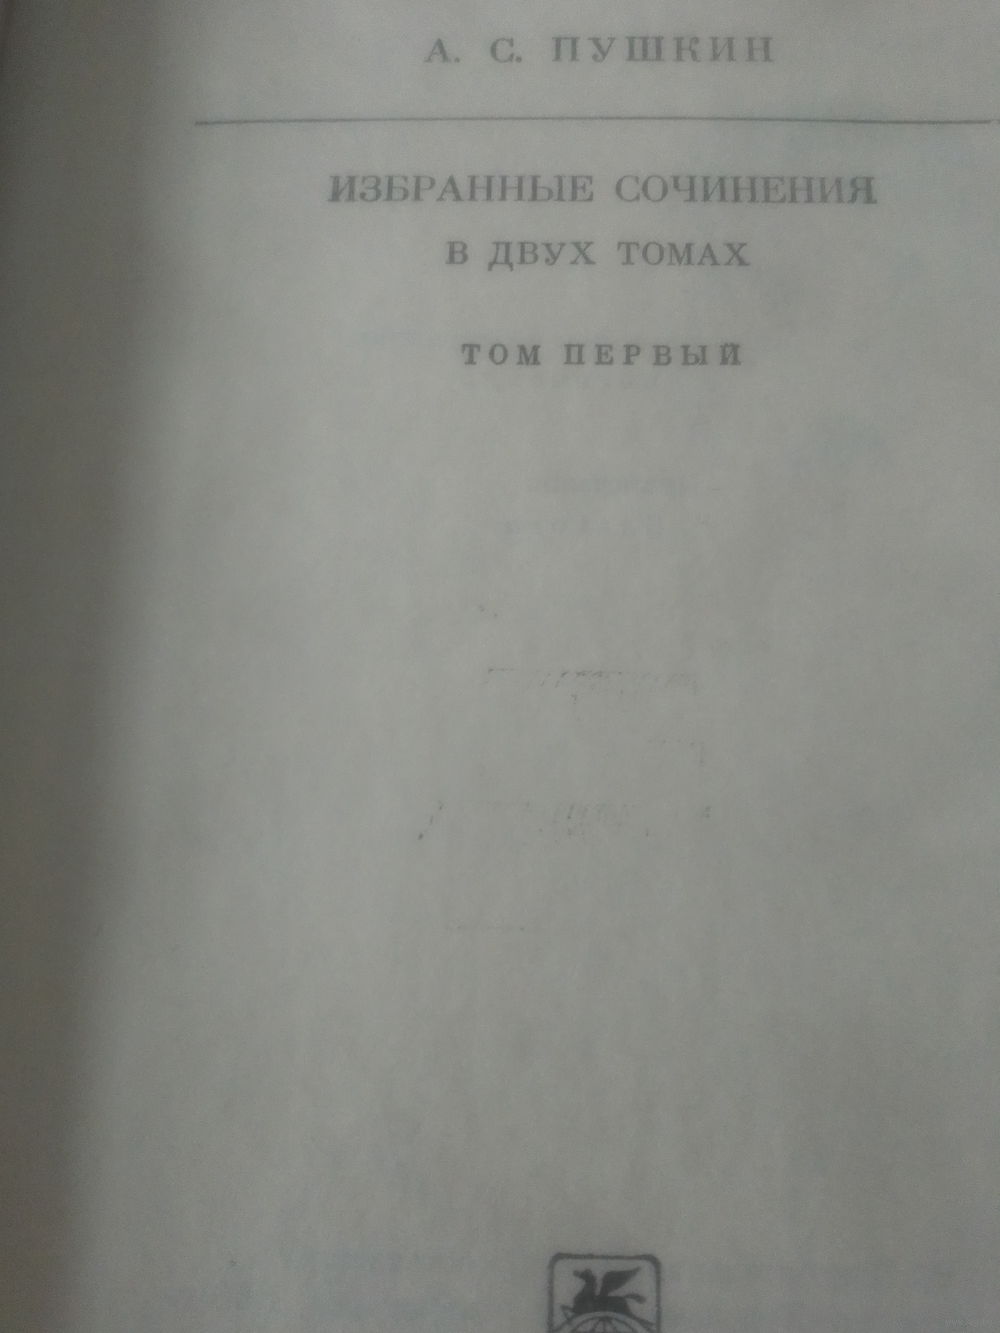 А. С. ПУШКИН
ИЗБРАННЫЕ СОЧИНЕНИЯ
В ДВУХ ТОМАХ
ТОМ ПЕРВЫЙ